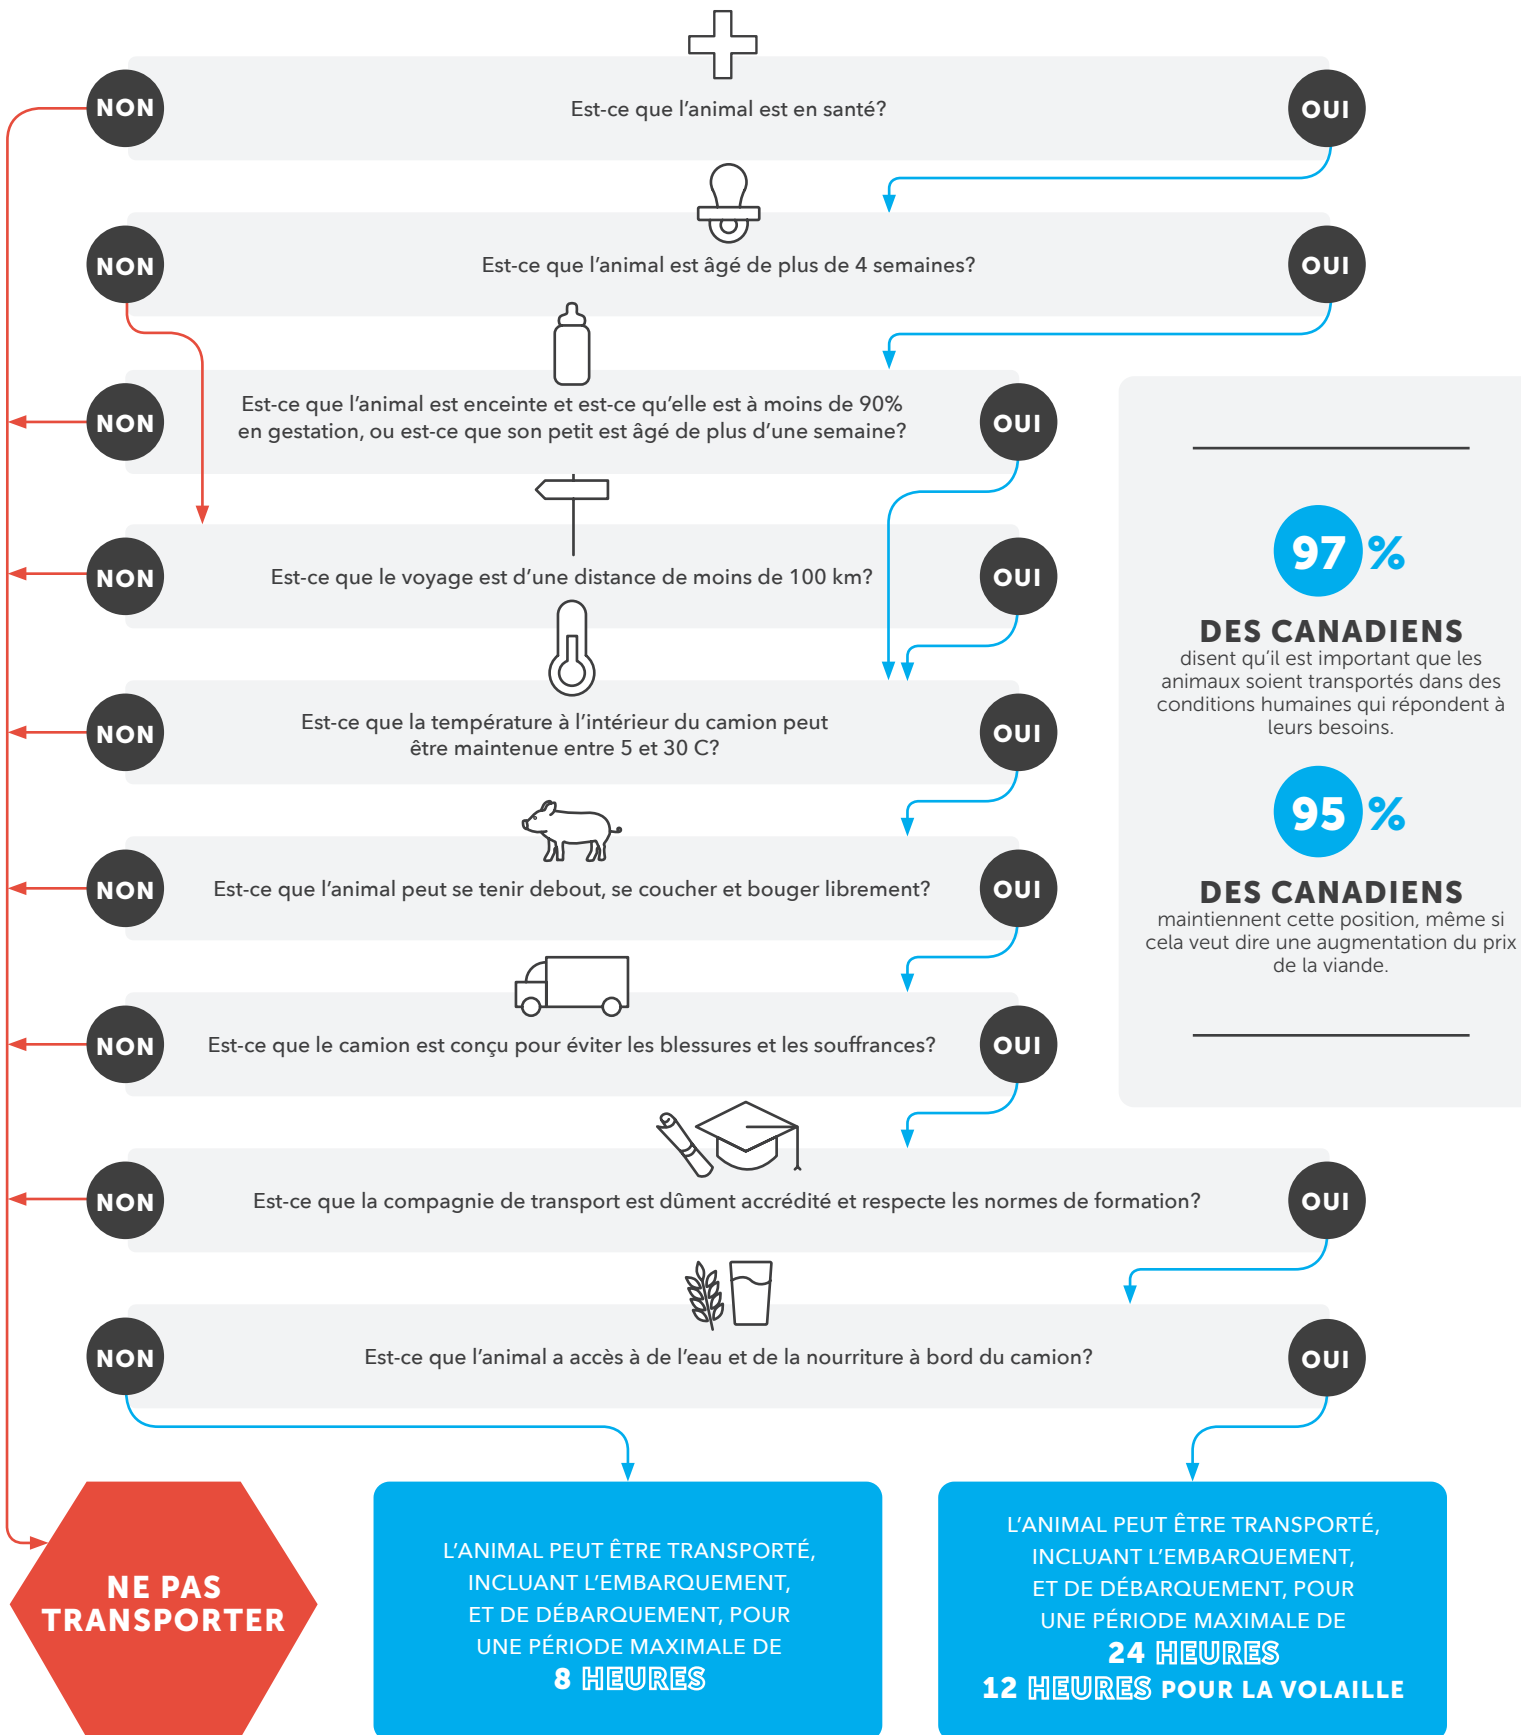 NON
Est-ce que l'animal est en santé?
OUI
NON
Est-ce que l'animal est âgé de plus de 4 semaines?
OUI
NON
Est-ce que l'animal est enceinte et est-ce qu'elle est à moins de 90%
en gestation, ou est-ce que son petit est âgé de plus d'une semaine?
OUI
NON
Est-ce que le voyage est d'une distance de moins de 100 km?
OUI
NON
Est-ce que la température à l'intérieur du camion peut
être maintenue entre 5 et 30 C?
OUI
NON
Est-ce que l'animal peut se tenir debout, se coucher et bouger librement?
OUI
NON
Est-ce que le camion est conçu pour éviter les blessures et les souffrances?
OUI
NON
Est-ce que la compagnie de transport est dûment accrédité et respecte les normes de formation?
OUI
NON
Est-ce que l'animal a accès à de l'eau et de la nourriture à bord du camion?
OUI
97 %
DES CANADIENS
disent qu'il est important que les
animaux soient transportés dans des
conditions humaines qui répondent à
leurs besoins.
95 %
DES CANADIENS
maintiennent cette position, même si
cela veut dire une augmentation du prix
de la viande.
NE PAS
TRANSPORTER
L'ANIMAL PEUT ÊTRE TRANSPORTÉ,
INCLUANT L'EMBARQUEMENT,
ET DE DÉBARQUEMENT, POUR
UNE PÉRIODE MAXIMALE DE
8 HEURES
L'ANIMAL PEUT ÊTRE TRANSPORTÉ,
INCLUANT L'EMBARQUEMENT,
ET DE DÉBARQUEMENT, POUR
UNE PÉRIODE MAXIMALE DE
24 HEURES
12 HEURES POUR LA VOLAILLE